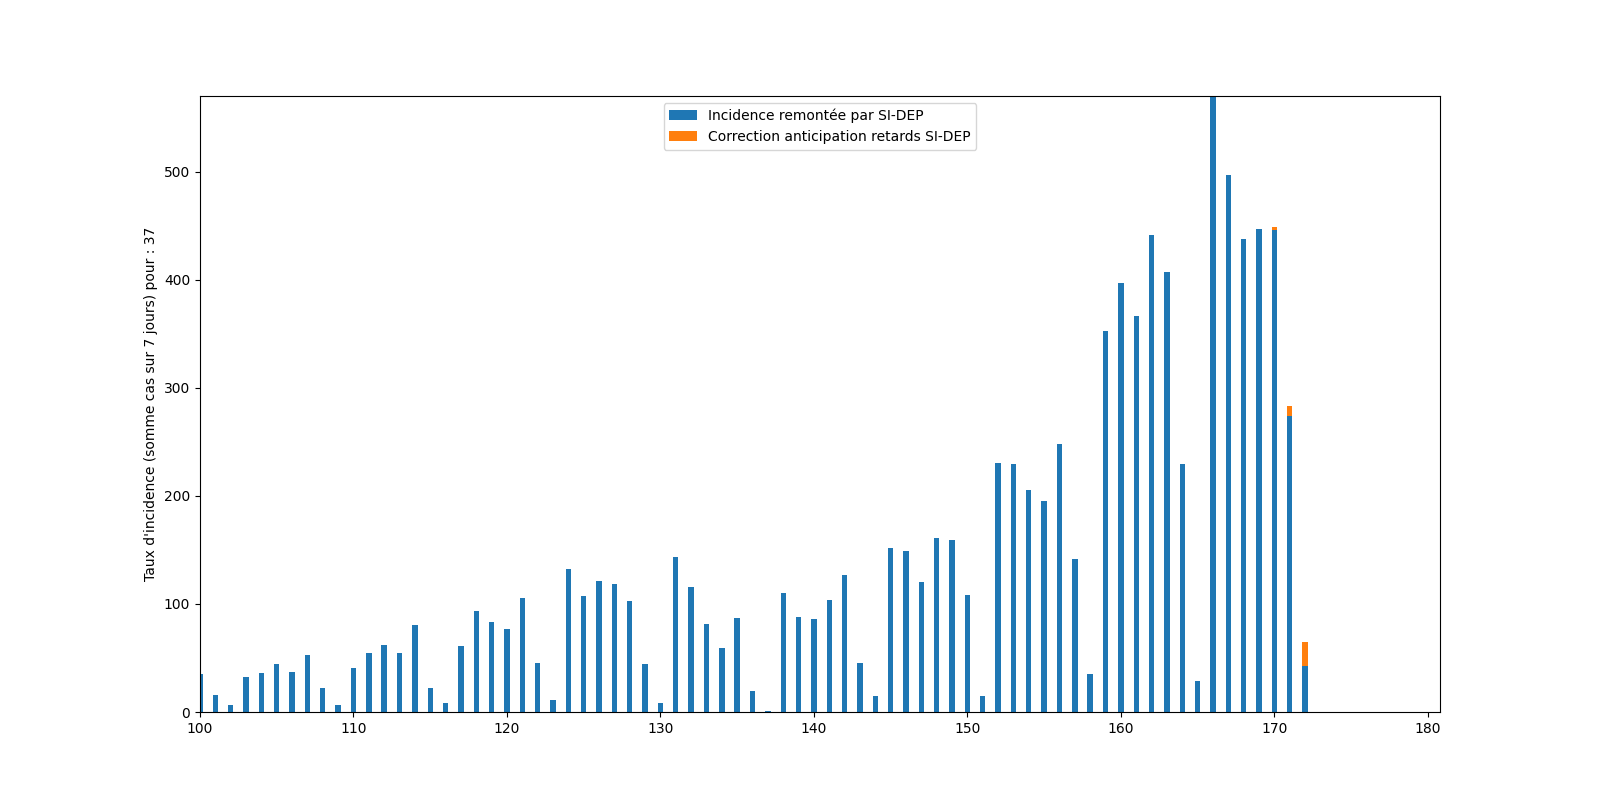 Incidence remontée par SI-DEP
Correction anticipation retards SI-DEP
Taux d'incidence (somme cas sur 7 jours) pour : 37
500
400
300
200
100
0
100 110 120 130 140 150 160 170 180